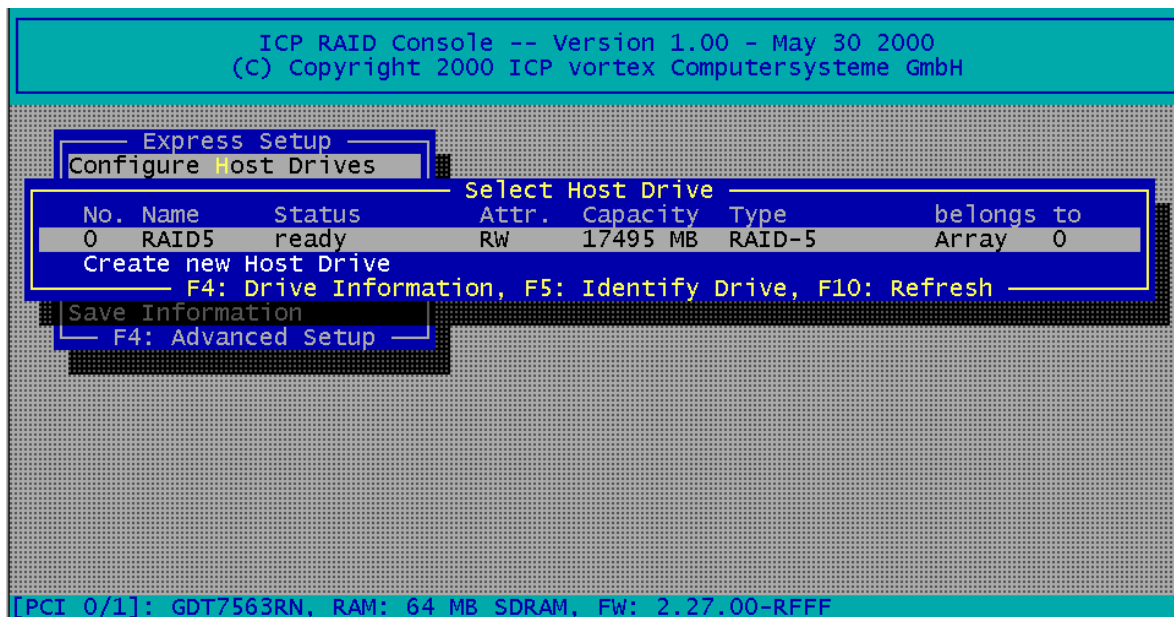 ICP RAID Console -- Version 1.00 - May 30 2000
(C) Copyright 2000 ICP vortex Computersysteme GmbH
Express Setup
Configure Host Drives
Select Host Drive
No. Name Status Attr. Capacity Type belongs to
0 RAID5 ready RW 17495 MB RAID-5 Array 0
Create new Host Drive
F4: Drive Information, F5: Identify Drive, F10: Refresh
Save Information
F4: Advanced Setup
[PCI 0/1]: GDT7563RN, RAM: 64 MB SDRAM, FW: 2.27.00-RFFF